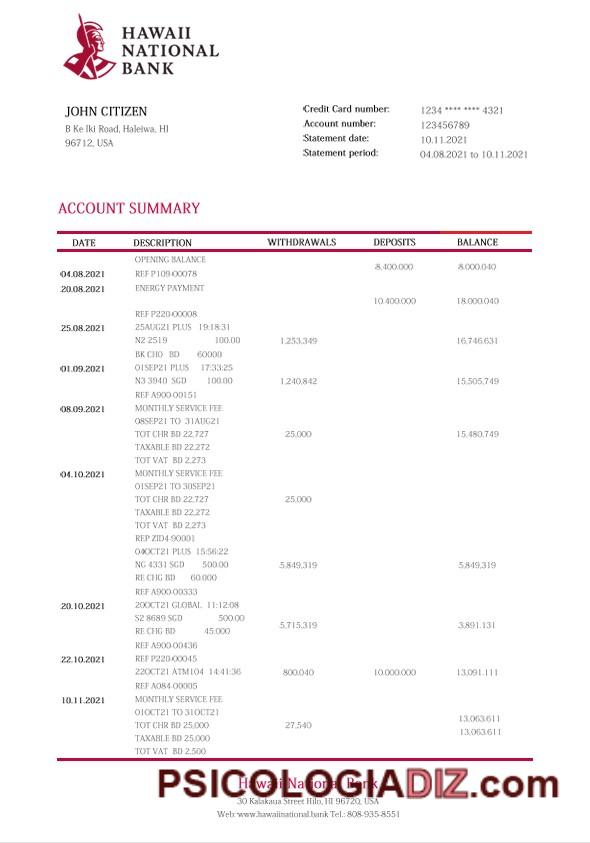 HAWAII
NATIONAL
BANK
JOHN CITIZEN
B Ke Iki Road, Haleiwa, HI
96712, USA
Credit Card number: 1234 **** **** 4321
Account number: 123456789
Statement date: 10.11.2021
Statement period: 04.08.2021 to 10.11.2021
ACCOUNT SUMMARY
DATE DESCRIPTION WITHDRAWALS DEPOSITS BALANCE
OPENING BALANCE
8,400.000 8.000.040
04.08.2021 REF P109-00078
20.08.2021 ENERGY PAYMENT
10.400.000 18.000.040
REF P220-00008
25.08.2021 25AUG21 PLUS 19:18:31
N2 2519 100.00 1,253,349 16,746.631
BK CHO BD 60000
01.09.2021 01SEP21 PLUS 17:33:25
N3 3940 SGD 100.00 1,240,842 15,505,749
REF A900-00151
08.09.2021 MONTHLY SERVICE FEE
08SEP21 TO 31AUG21
TOT CHR BD 22,727 25,000 15,480,749
TAXABLE BD 22,272
TOT VAT BD 2,273
04.10.2021 MONTHLY SERVICE FEE
01SEP21 TO 30SEP21
TOT CHR BD 22,727 25,000
TAXABLE BD 22,272
TOT VAT BD 2,273
REP ZID4-90001
04OCT21 PLUS 15:56:22
NG 4331 SGD 500.00 5,849,319 5,849,319
RE CHG BD 60.000
REF A900-00333
20.10.2021 20OCT21 GLOBAL 11:12:08
S2 8689 SGD 500.00
5,715,319 3,891.131
RE CHG BD 45:000
REF A900-00436
22.10.2021 REF P220-00045
22OCT21 ATM104 14:41:36 800.040 10.000.000 13,091.111
REF A084-00005
10.11.2021 MONTHLY SERVICE FEE
01OCT21 TO 31OCT21 13,063.611
TOT CHR BD 25,000 27,540
13.063.611
TAXABLE BD 25,000
TOT VAT BD 2,500
Hawaii National Bank
PSICOLOGIADIZ.com
30 Kalakaua Street Hilo, HI 96720, USA
Web: www.hawaiinational.bank Tel.: 808-935-8551